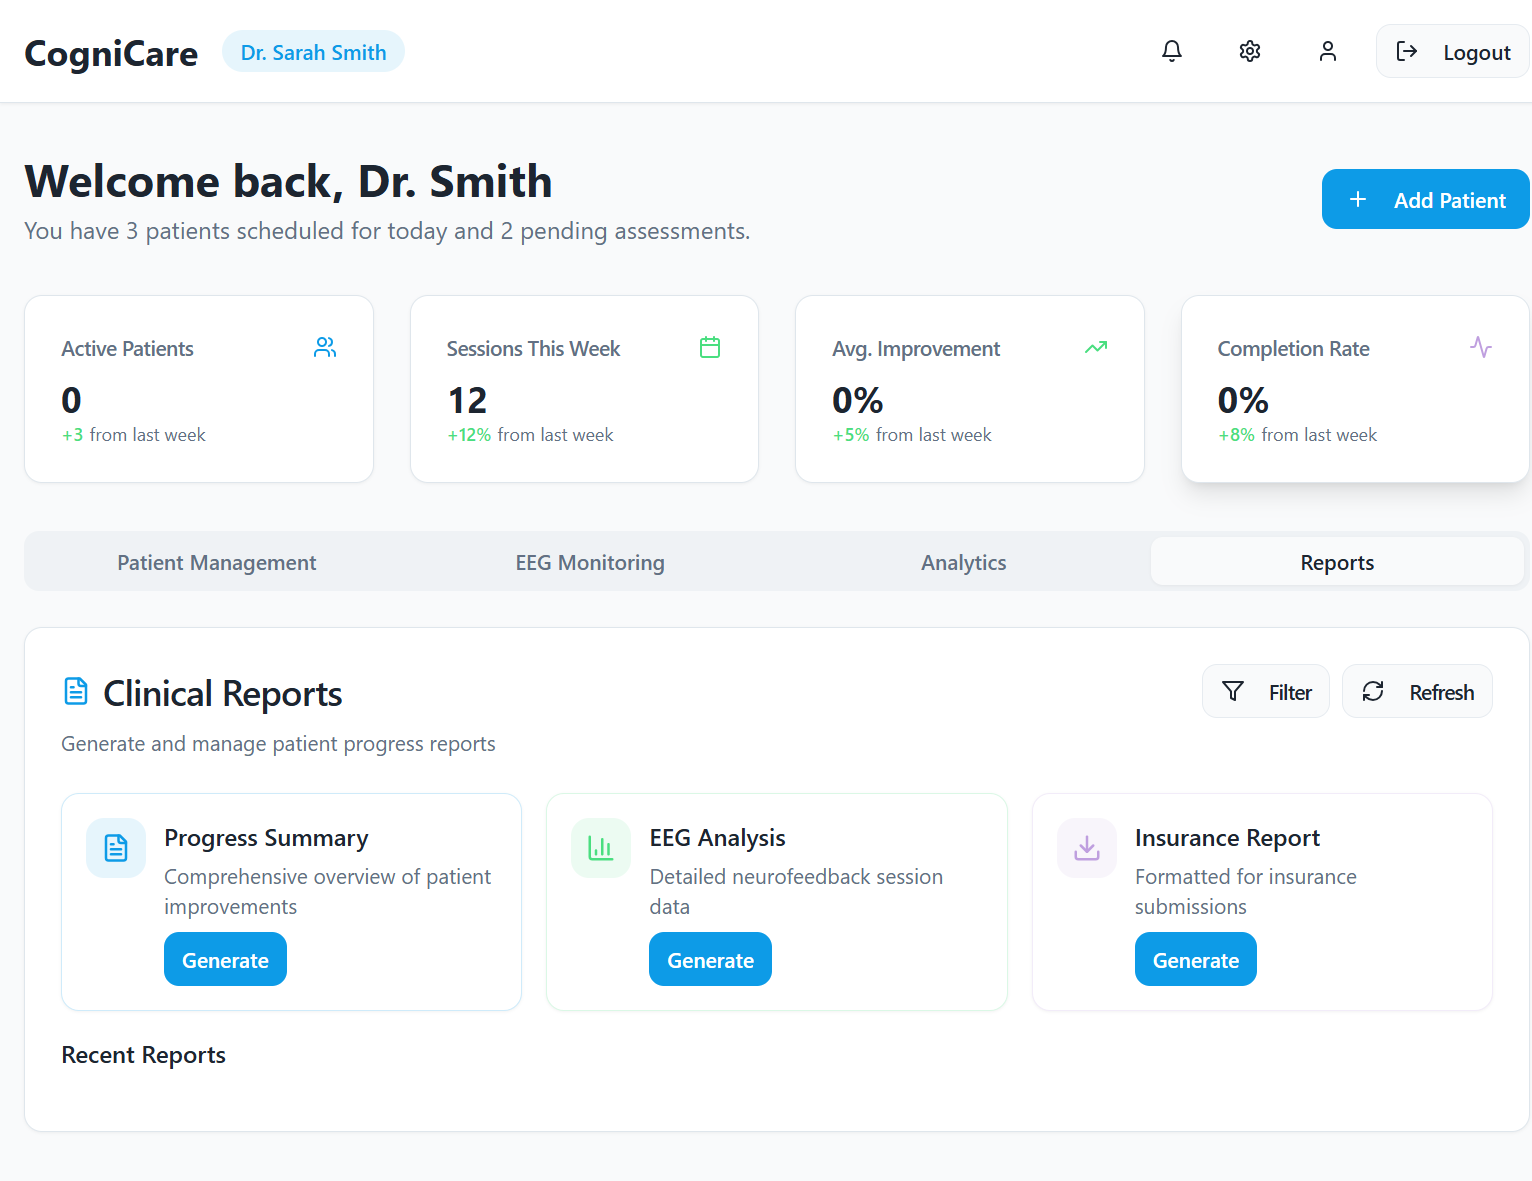 CogniCare
Dr. Sarah Smith
Logout
Welcome back, Dr. Smith
You have 3 patients scheduled for today and 2 pending assessments.
+ Add Patient
Active Patients
0
+3 from last week
Sessions This Week
12
+12% from last week
Avg. Improvement
0%
+5% from last week
Completion Rate
0%
+8% from last week
Patient Management
EEG Monitoring
Analytics
Reports
Clinical Reports
Filter
Refresh
Generate and manage patient progress reports
Progress Summary
Comprehensive overview of patient
improvements
Generate
EEG Analysis
Detailed neurofeedback session
data
Generate
Insurance Report
Formatted for insurance
submissions
Generate
Recent Reports